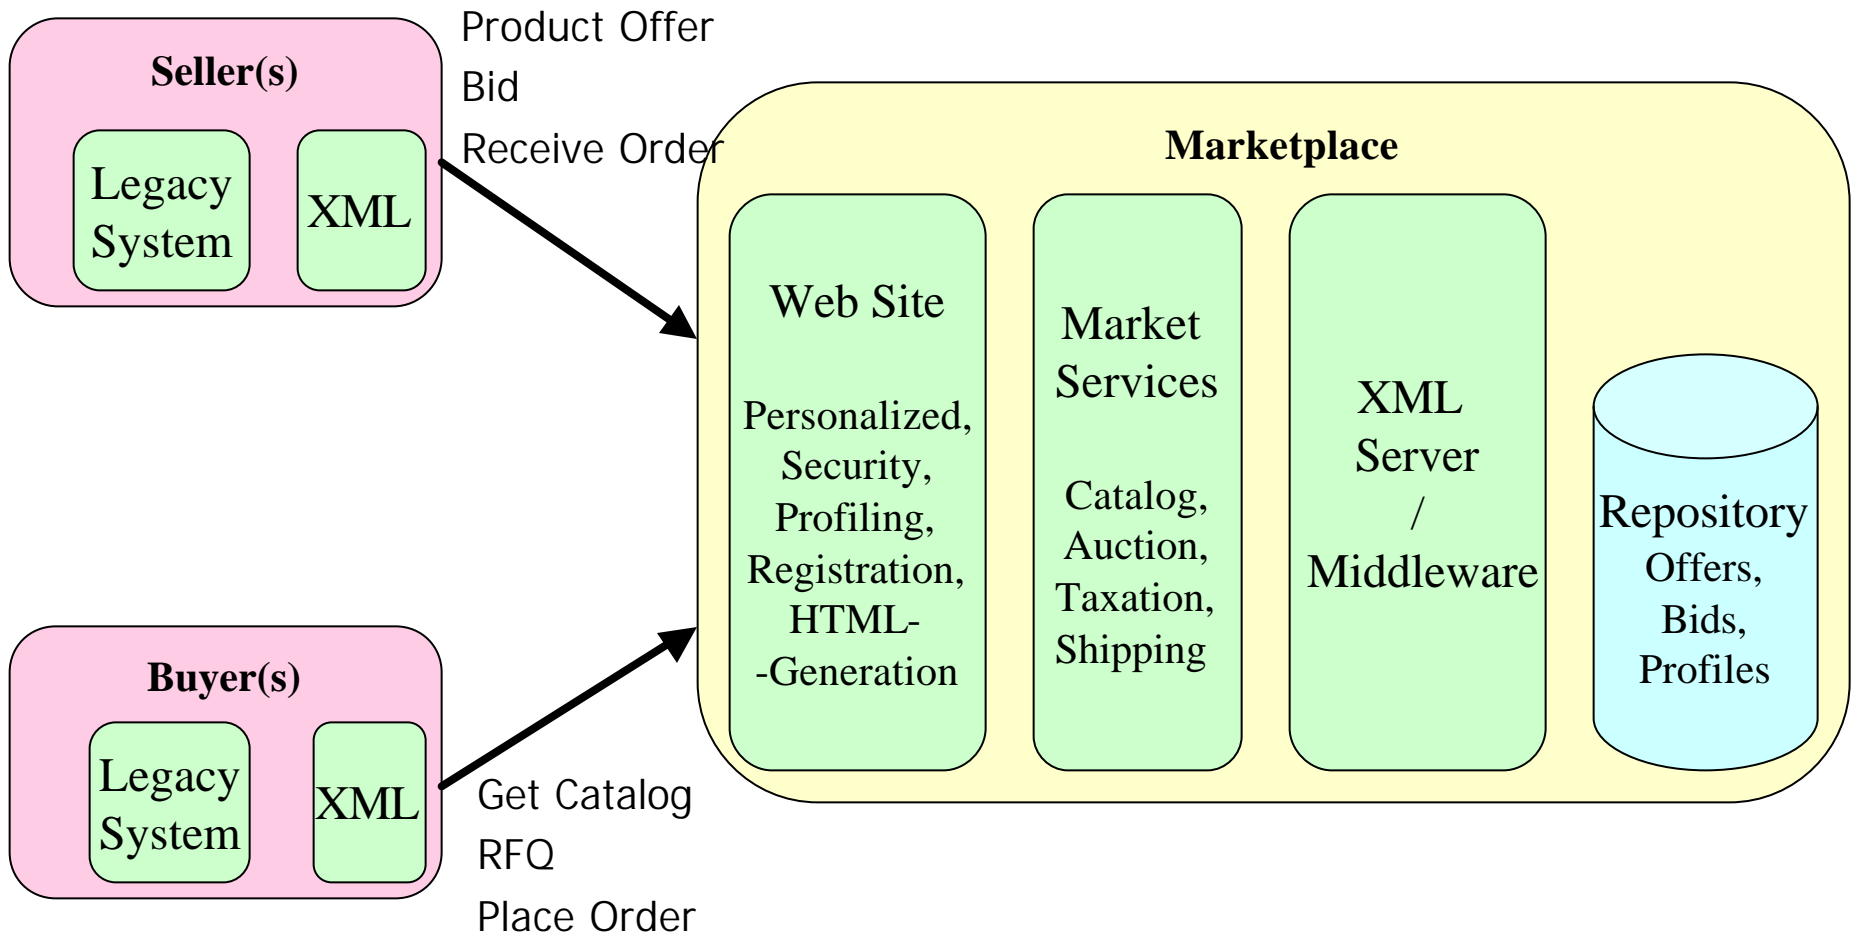 Product Offer
Bid
Receive Order
Seller(s)
Legacy
System
XML
Marketplace
Web Site
Personalized,
Security,
Profiling,
Registration,
HTML-
-Generation
Market
Services
Catalog,
Auction,
Taxation,
Shipping
XML
Server
/
Middleware
Repository
Offers,
Bids,
Profiles
Buyer(s)
Legacy
System
XML
Get Catalog
RFQ
Place Order